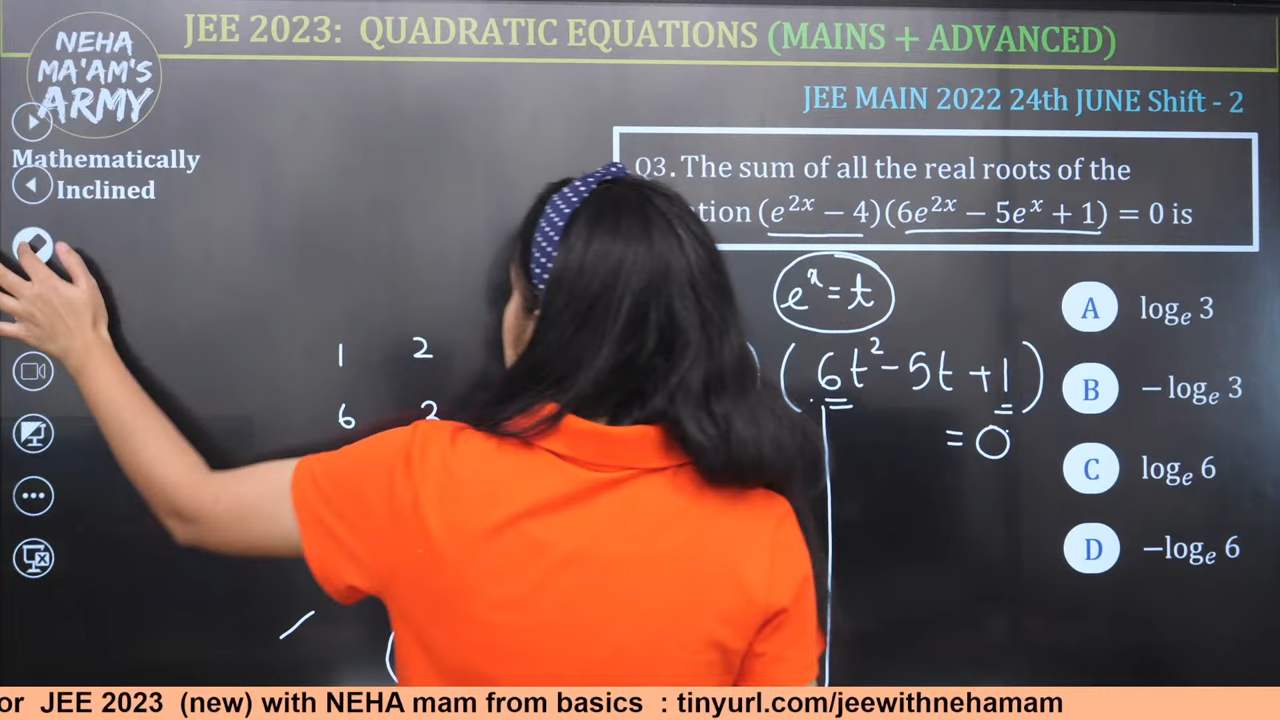 JEE 2023: QUADRATIC EQUATIONS (MAINS + ADVANCED)
NEHA
MA'AM'S
ARMY
Mathematically
Inclined
JEE MAIN 2022 24th JUNE Shift - 2
Q3. The sum of all the real roots of the
tion (e^{2x} − 4)(6e^{2x} − 5e^x + 1) = 0 is
e^x = t
A log_e 3
1 2
(6t² - 5t + 1)
B − log_e 3
6
= 0
C log_e 6
D −log_e 6
or JEE 2023 (new) with NEHA mam from basics : tinyurl.com/jeewithnehamam